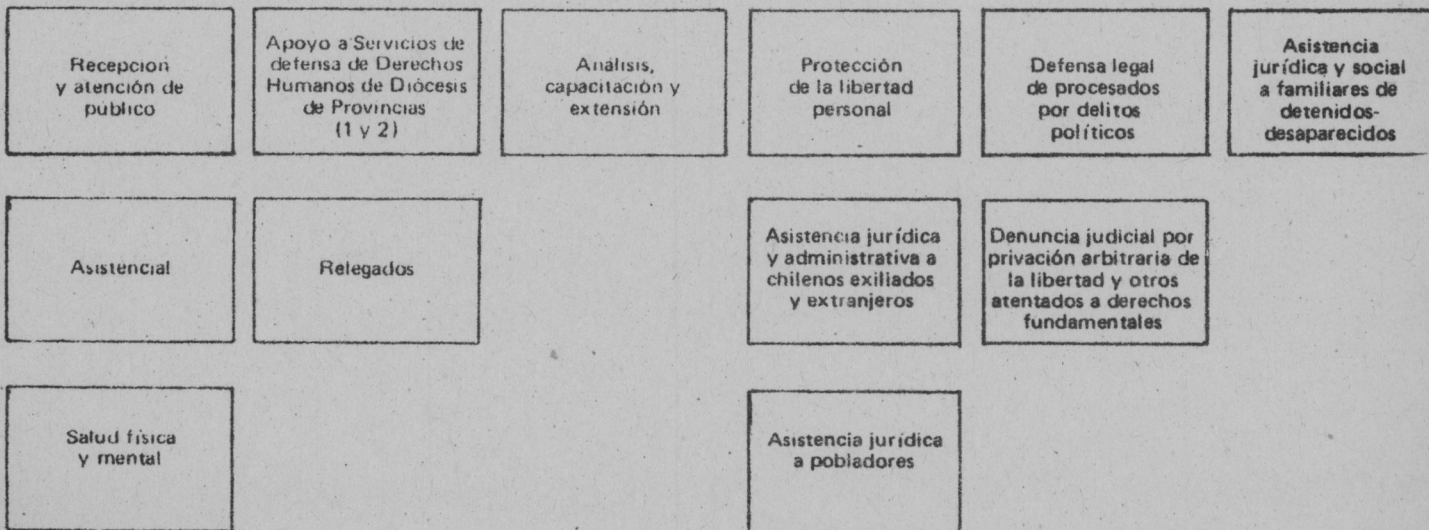 Recepción
y atención de
público
Apoyo a Servicios de
defensa de Derechos
Humanos de Diócesis
de Provincias
(1 y 2)
Análisis,
capacitación y
extensión
Protección
de la libertad
personal
Defensa legal
de procesados
por delitos
políticos
Asistencia
jurídica y social
a familiares de
detenidos-
desaparecidos
Asistencial
Relegados
Asistencia jurídica
y administrativa a
chilenos exiliados
y extranjeros
Denuncia judicial por
privación arbitraria de
la libertad y otros
atentados a derechos
fundamentales
Salud física
y mental
Asistencia jurídica
a pobladores